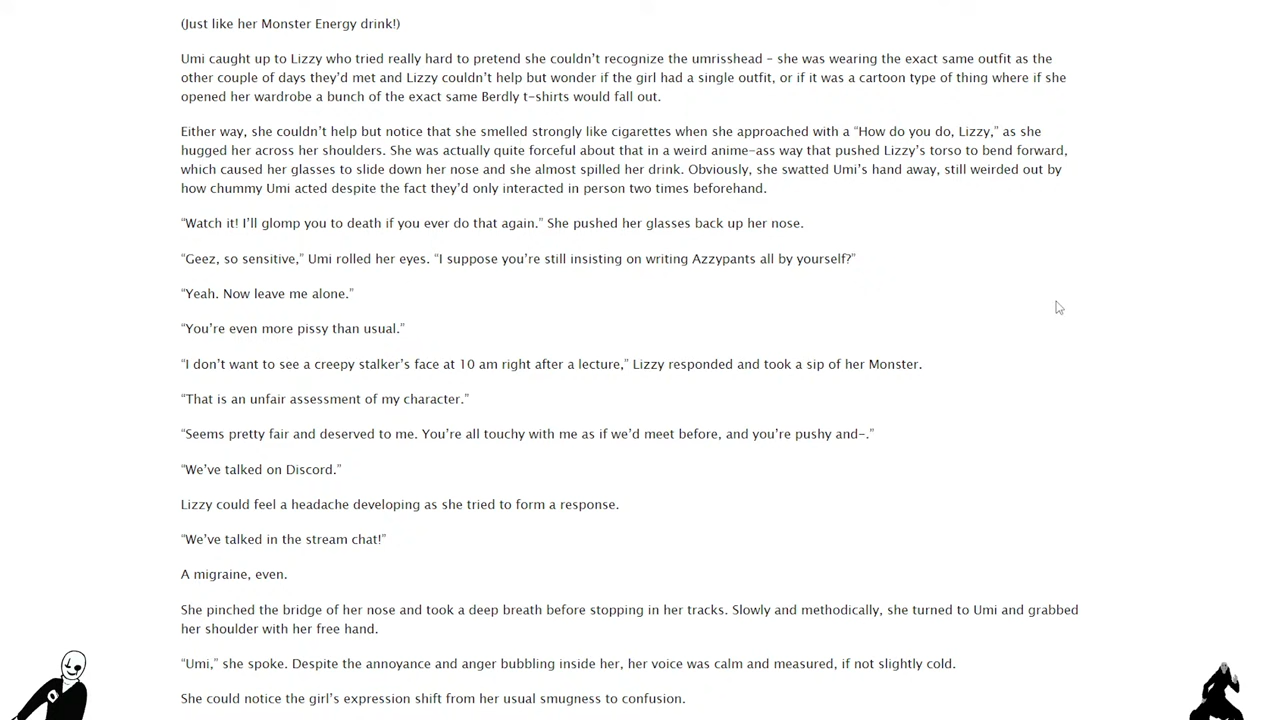 (Just like her Monster Energy drink!)
Umi caught up to Lizzy who tried really hard to pretend she couldn’t recognize the umrisshead – she was wearing the exact same outfit as the
other couple of days they’d met and Lizzy couldn’t help but wonder if the girl had a single outfit, or if it was a cartoon type of thing where if she
opened her wardrobe a bunch of the exact same Berdly t-shirts would fall out.
Either way, she couldn’t help but notice that she smelled strongly like cigarettes when she approached with a “How do you do, Lizzy,” as she
hugged her across her shoulders. She was actually quite forceful about that in a weird anime-ass way that pushed Lizzy’s torso to bend forward,
which caused her glasses to slide down her nose and she almost spilled her drink. Obviously, she swatted Umi’s hand away, still weirded out by
how chummy Umi acted despite the fact they’d only interacted in person two times beforehand.
“Watch it! I’ll glomp you to death if you ever do that again.” She pushed her glasses back up her nose.
“Geez, so sensitive,” Umi rolled her eyes. “I suppose you’re still insisting on writing Azzypants all by yourself?”
“Yeah. Now leave me alone.”
“You’re even more pissy than usual.”
“I don’t want to see a creepy stalker’s face at 10 am right after a lecture,” Lizzy responded and took a sip of her Monster.
“That is an unfair assessment of my character.”
“Seems pretty fair and deserved to me. You’re all touchy with me as if we’d meet before, and you’re pushy and–.”
“We’ve talked on Discord.”
Lizzy could feel a headache developing as she tried to form a response.
“We’ve talked in the stream chat!”
A migraine, even.
She pinched the bridge of her nose and took a deep breath before stopping in her tracks. Slowly and methodically, she turned to Umi and grabbed
her shoulder with her free hand.
“Umi,” she spoke. Despite the annoyance and anger bubbling inside her, her voice was calm and measured, if not slightly cold.
She could notice the girl’s expression shift from her usual smugness to confusion.